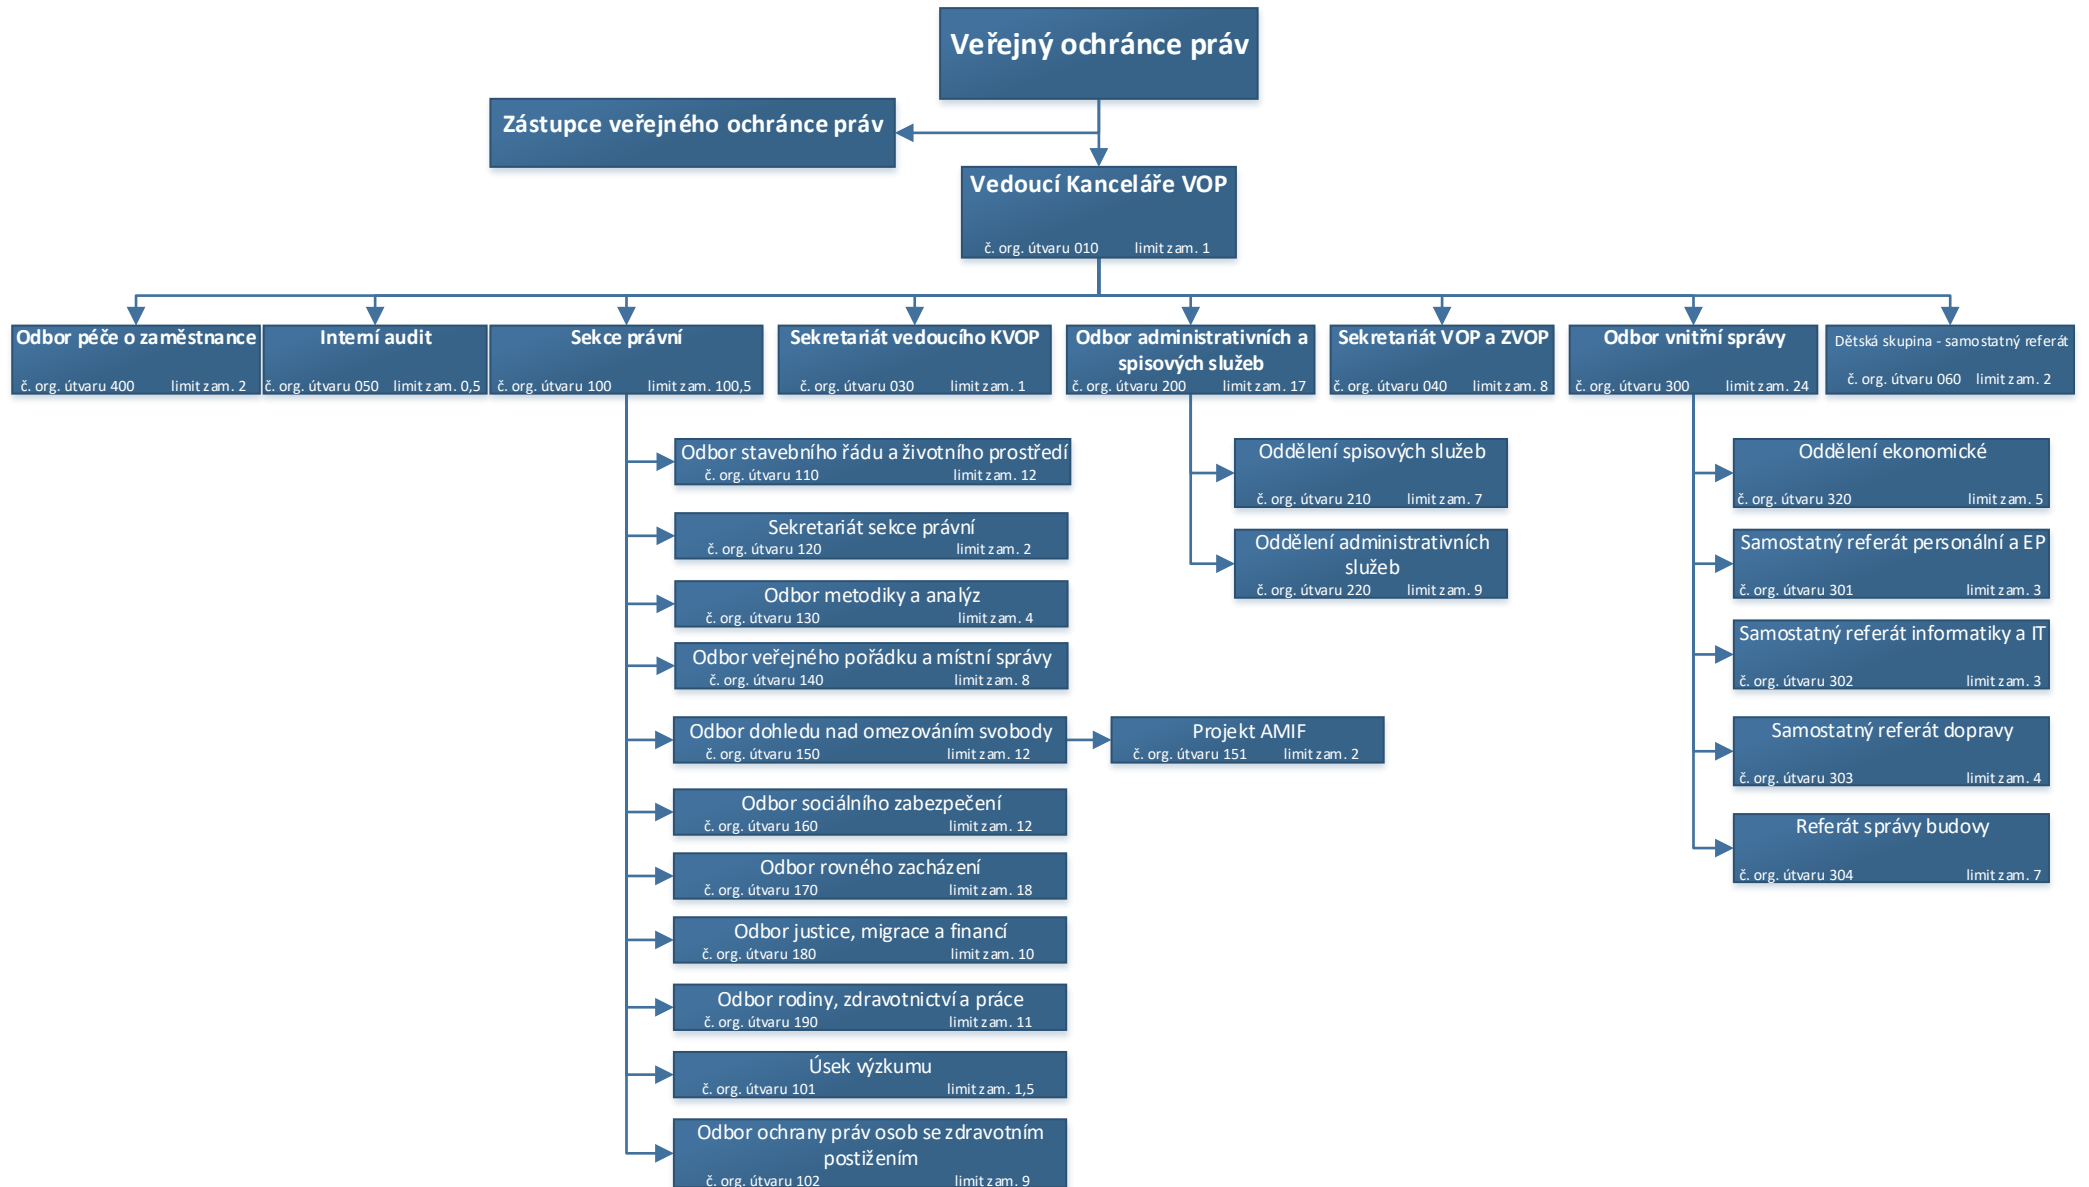 Veřejný ochránce práv
Zástupce veřejného ochránce práv
Vedoucí Kanceláře VOP
č. org. útvaru 010 limit zam. 1
Odbor péče o zaměstnance
č. org. útvaru 400 limit zam. 2
Interní audit
č. org. útvaru 050 limit zam. 0,5
Sekce právní
č. org. útvaru 100 limit zam. 100,5
Sekretariát vedoucího KVOP
č. org. útvaru 030 limit zam. 1
Odbor administrativních a
spisových služeb
č. org. útvaru 200 limit zam. 17
Sekretariát VOP a ZVOP
č. org. útvaru 040 limit zam. 8
Odbor vnitřní správy
č. org. útvaru 300 limit zam. 24
Dětská skupina - samostatný referát
č. org. útvaru 060 limit zam. 2
Odbor stavebního řádu a životního prostředí
č. org. útvaru 110 limit zam. 12
Sekretariát sekce právní
č. org. útvaru 120 limit zam. 2
Odbor metodiky a analýz
č. org. útvaru 130 limit zam. 4
Odbor veřejného pořádku a místní správy
č. org. útvaru 140 limit zam. 8
Odbor dohledu nad omezováním svobody
č. org. útvaru 150 limit zam. 12
Projekt AMIF
č. org. útvaru 151 limit zam. 2
Odbor sociálního zabezpečení
č. org. útvaru 160 limit zam. 12
Odbor rovného zacházení
č. org. útvaru 170 limit zam. 18
Odbor justice, migrace a financí
č. org. útvaru 180 limit zam. 10
Odbor rodiny, zdravotnictví a práce
č. org. útvaru 190 limit zam. 11
Úsek výzkumu
č. org. útvaru 101 limit zam. 1,5
Odbor ochrany práv osob se zdravotním
postižením
č. org. útvaru 102 limit zam. 9
Oddělení spisových služeb
č. org. útvaru 210 limit zam. 7
Oddělení administrativních
služeb
č. org. útvaru 220 limit zam. 9
Oddělení ekonomické
č. org. útvaru 320 limit zam. 5
Samostatný referát personální a EP
č. org. útvaru 301 limit zam. 3
Samostatný referát informatiky a IT
č. org. útvaru 302 limit zam. 3
Samostatný referát dopravy
č. org. útvaru 303 limit zam. 4
Referát správy budovy
č. org. útvaru 304 limit zam. 7